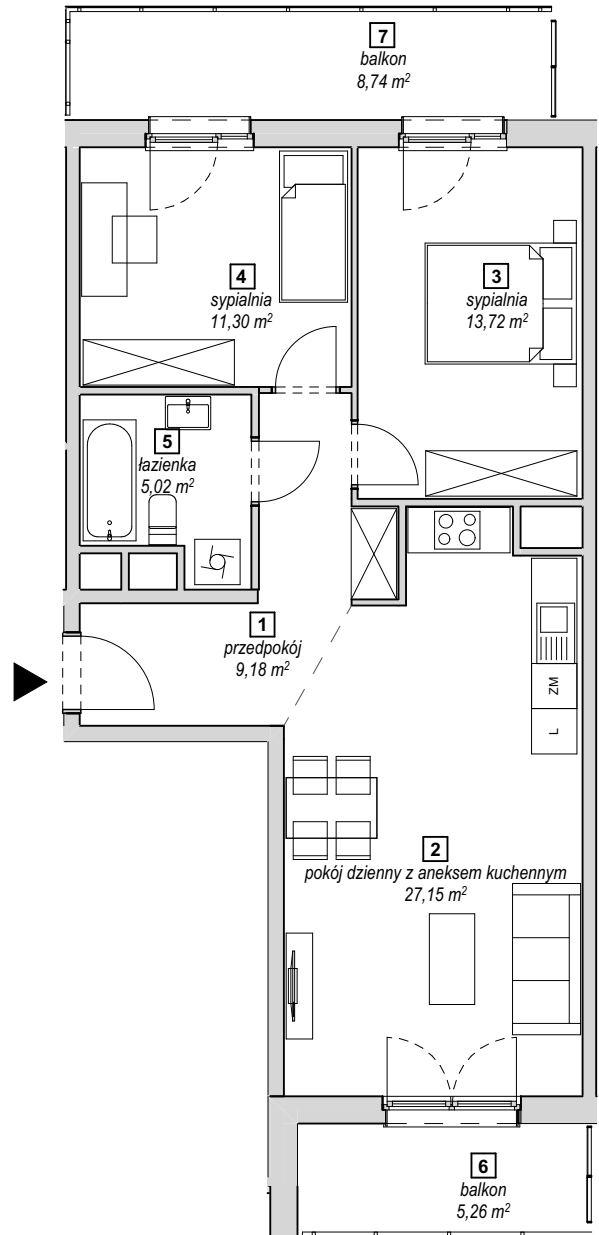 7
balkon
8,74 m²
4
sypialnia
11,30 m²
3
sypialnia
13,72 m²
5
łazienka
5,02 m²
1
przedpokój
9,18 m²
ZM
L
2
pokój dzienny z aneksem kuchennym
27,15 m²
6
balkon
5,26 m²